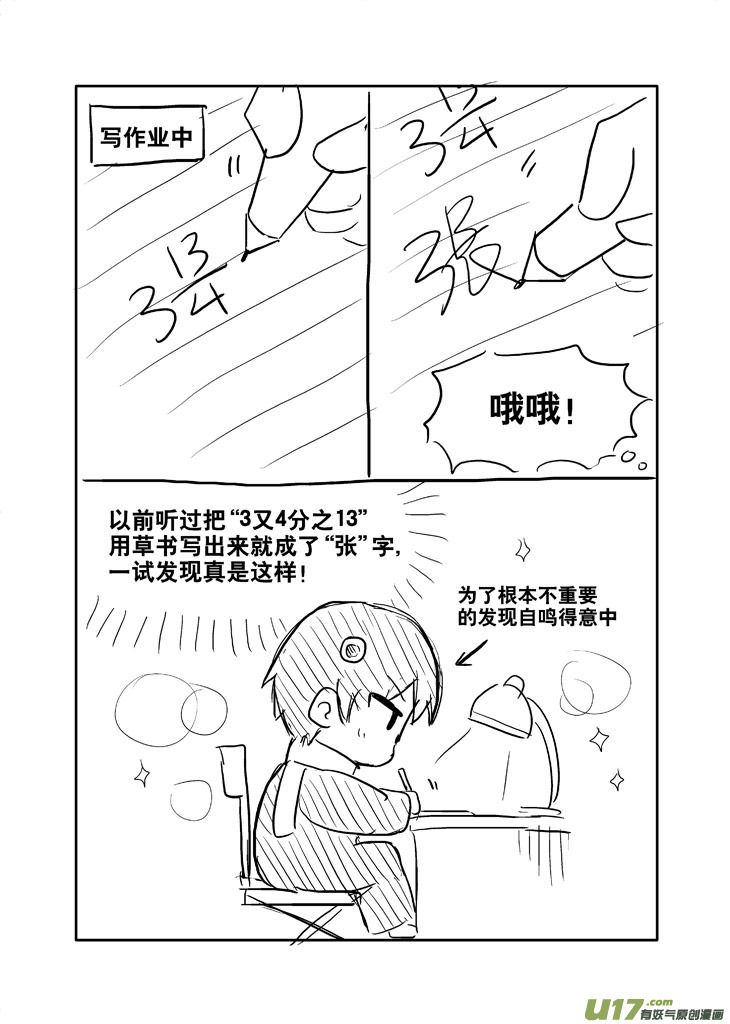 写作业中
3 13/4
3 13/4
张
哦哦！
以前听过把“3又4分之13”
用草书写出来就成了“张”字，
一试发现真是这样！
为了根本不重要
的发现自鸣得意中
U17.com
有妖气原创漫画